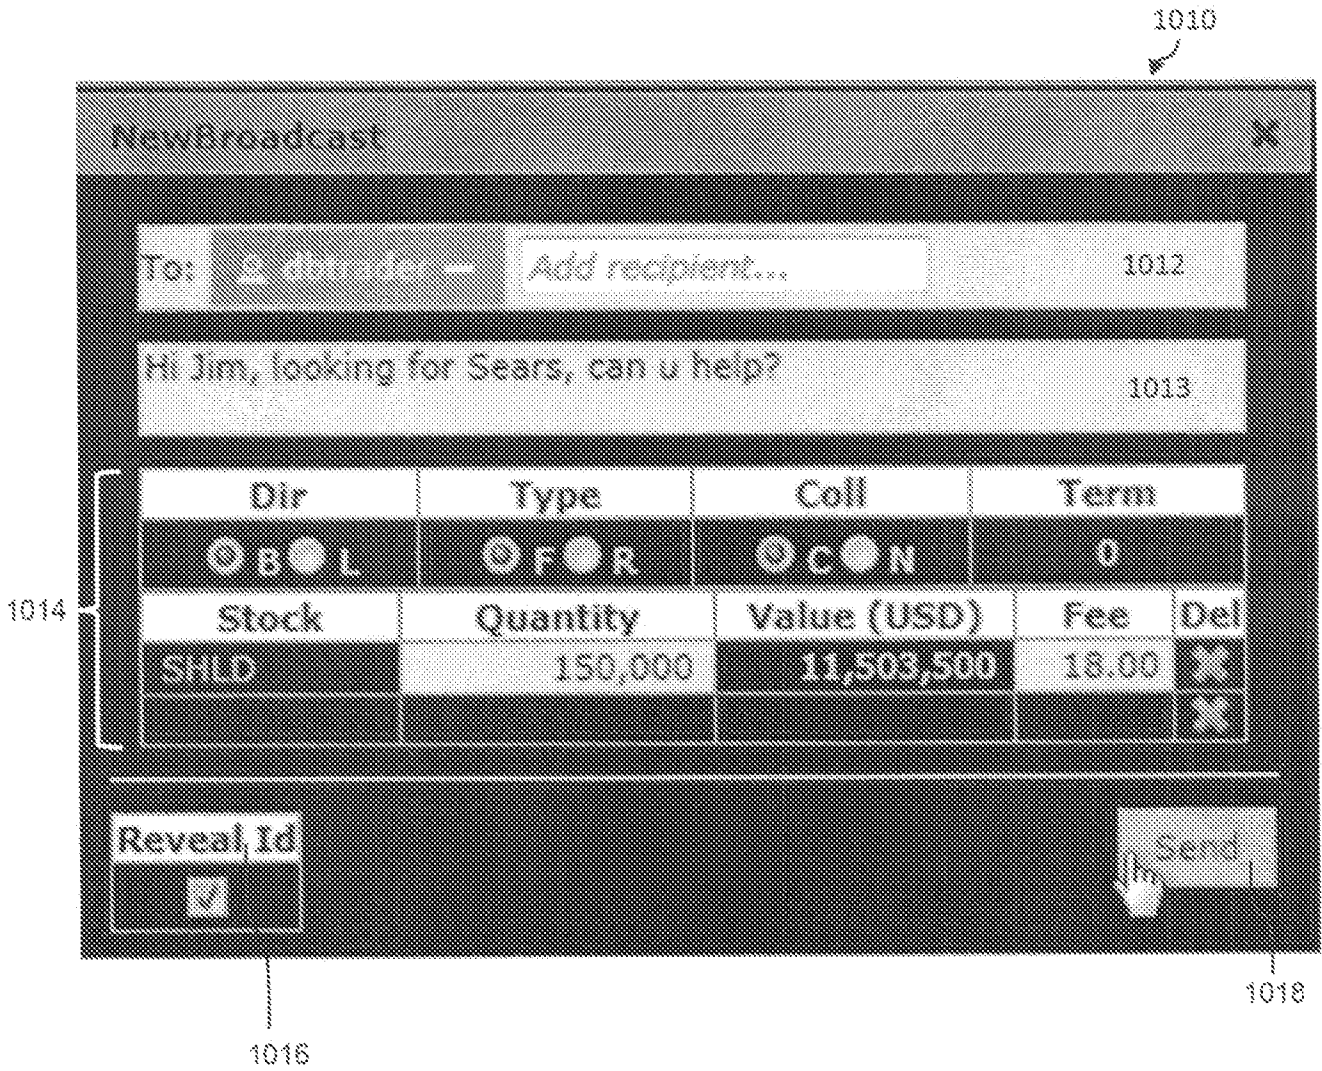 1010
NewBroadcast
To: Add recipient... 1012
Hi Jim, looking for Sears, can u help?
1013
Dir Type Coll Term
B L F R C N 0
1014
Stock Quantity Value (USD) Fee Del
SHLD 150,000 11,503,500 18.00
Reveal Id
Send
1018
1016